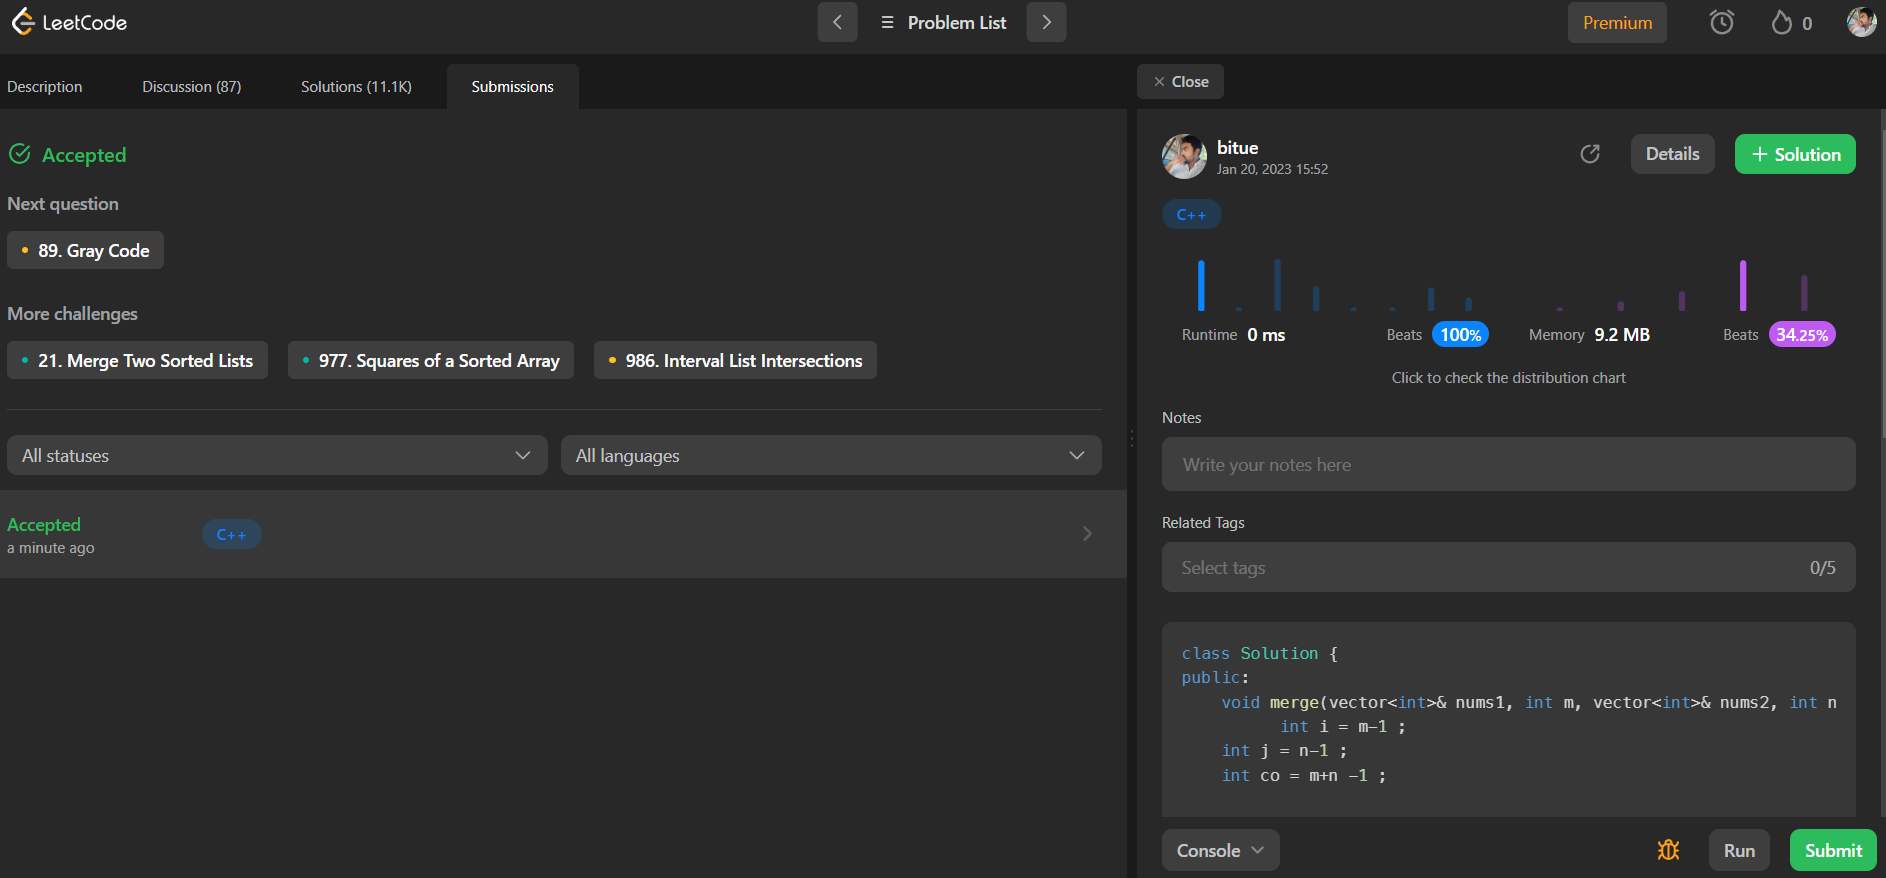 LeetCode
Problem List
Premium
0
Description
Discussion (87)
Solutions (11.1K)
Submissions
Accepted
Next question
89. Gray Code
More challenges
21. Merge Two Sorted Lists
977. Squares of a Sorted Array
986. Interval List Intersections
All statuses
All languages
Accepted
a minute ago
C++
Close
bitue
Jan 20, 2023 15:52
Details
+ Solution
C++
Runtime 0 ms
Beats 100%
Memory 9.2 MB
Beats 34.25%
Click to check the distribution chart
Notes
Write your notes here
Related Tags
Select tags
0/5
class Solution {
public:
    void merge(vector<int>& nums1, int m, vector<int>& nums2, int n
          int i = m-1 ;
    int j = n-1 ;
    int co = m+n -1 ;
Console
Run
Submit